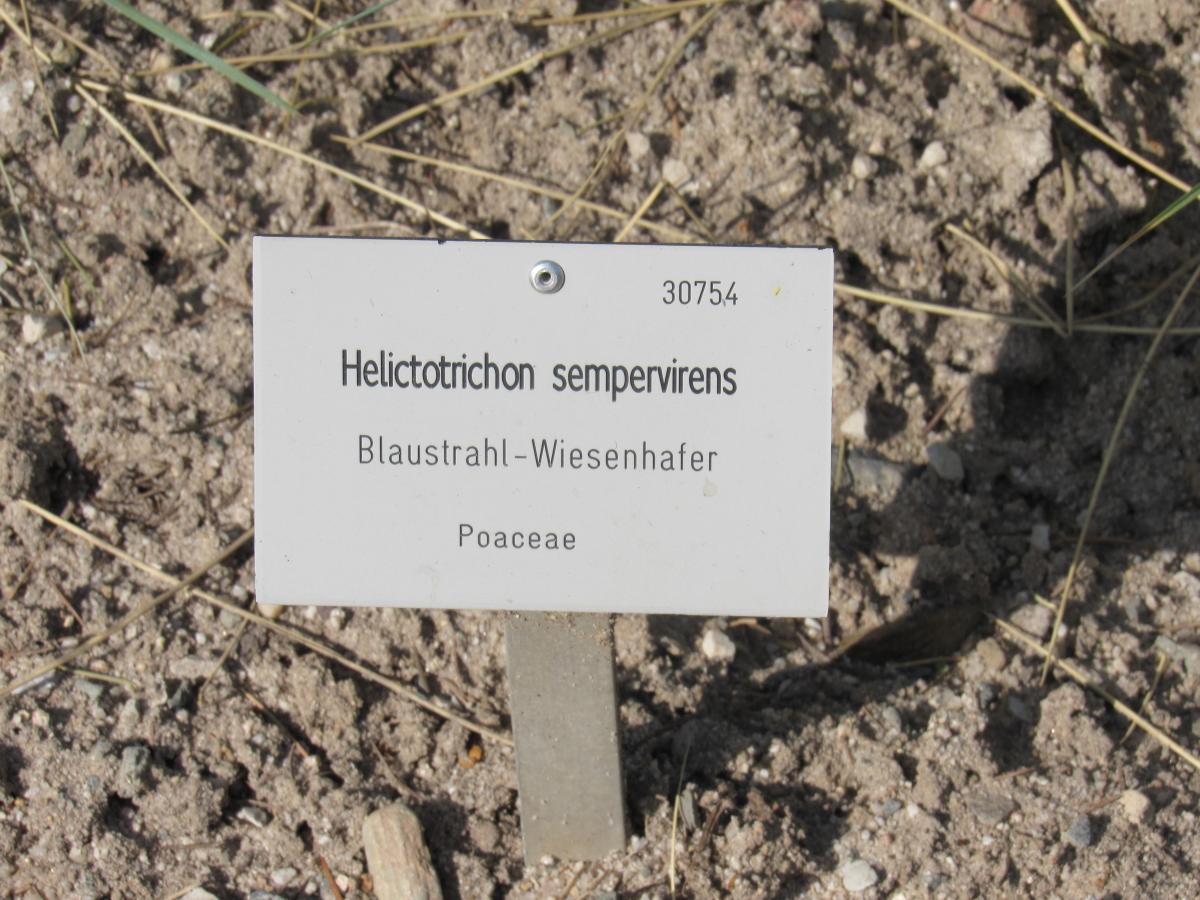 30754
Helictotrichon sempervirens
Blaustrahl-Wiesenhafer
Poaceae